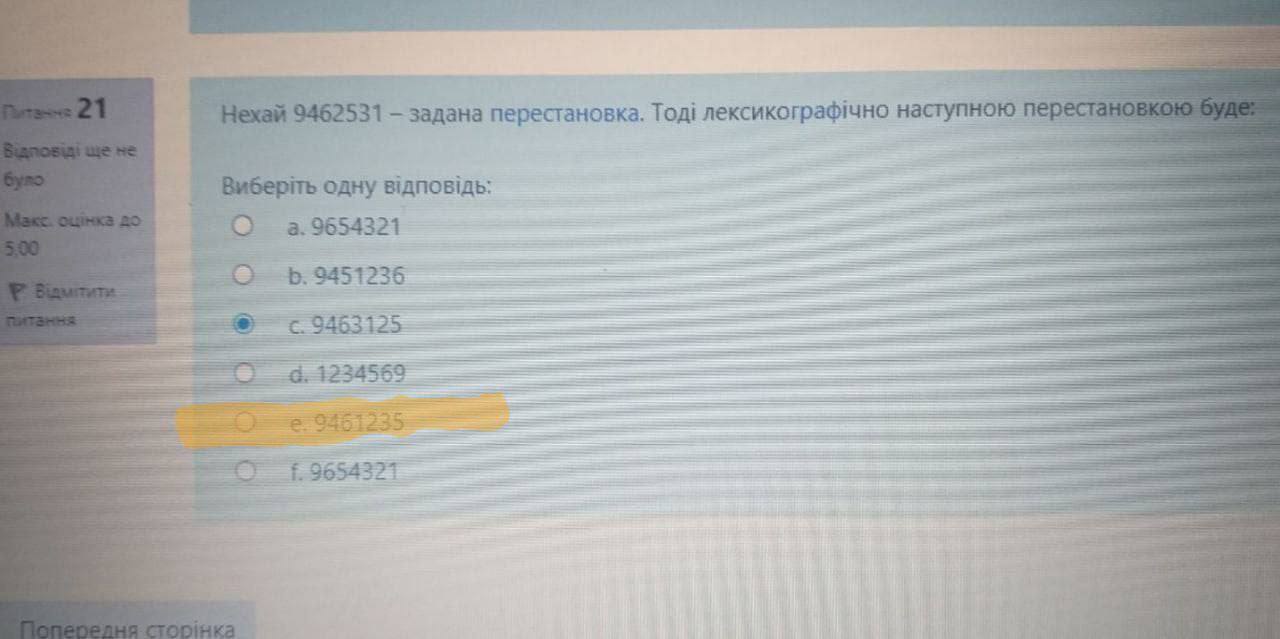 Питання 21
Відповіді ще не
було
Макс. оцінка до
5,00
Відмітити
питання
Нехай 9462531 – задана перестановка. Тоді лексикографічно наступною перестановкою буде:
Виберіть одну відповідь:
a. 9654321
b. 9451236
c. 9463125
d. 1234569
e. 9461235
f. 9654321
Попередня сторінка